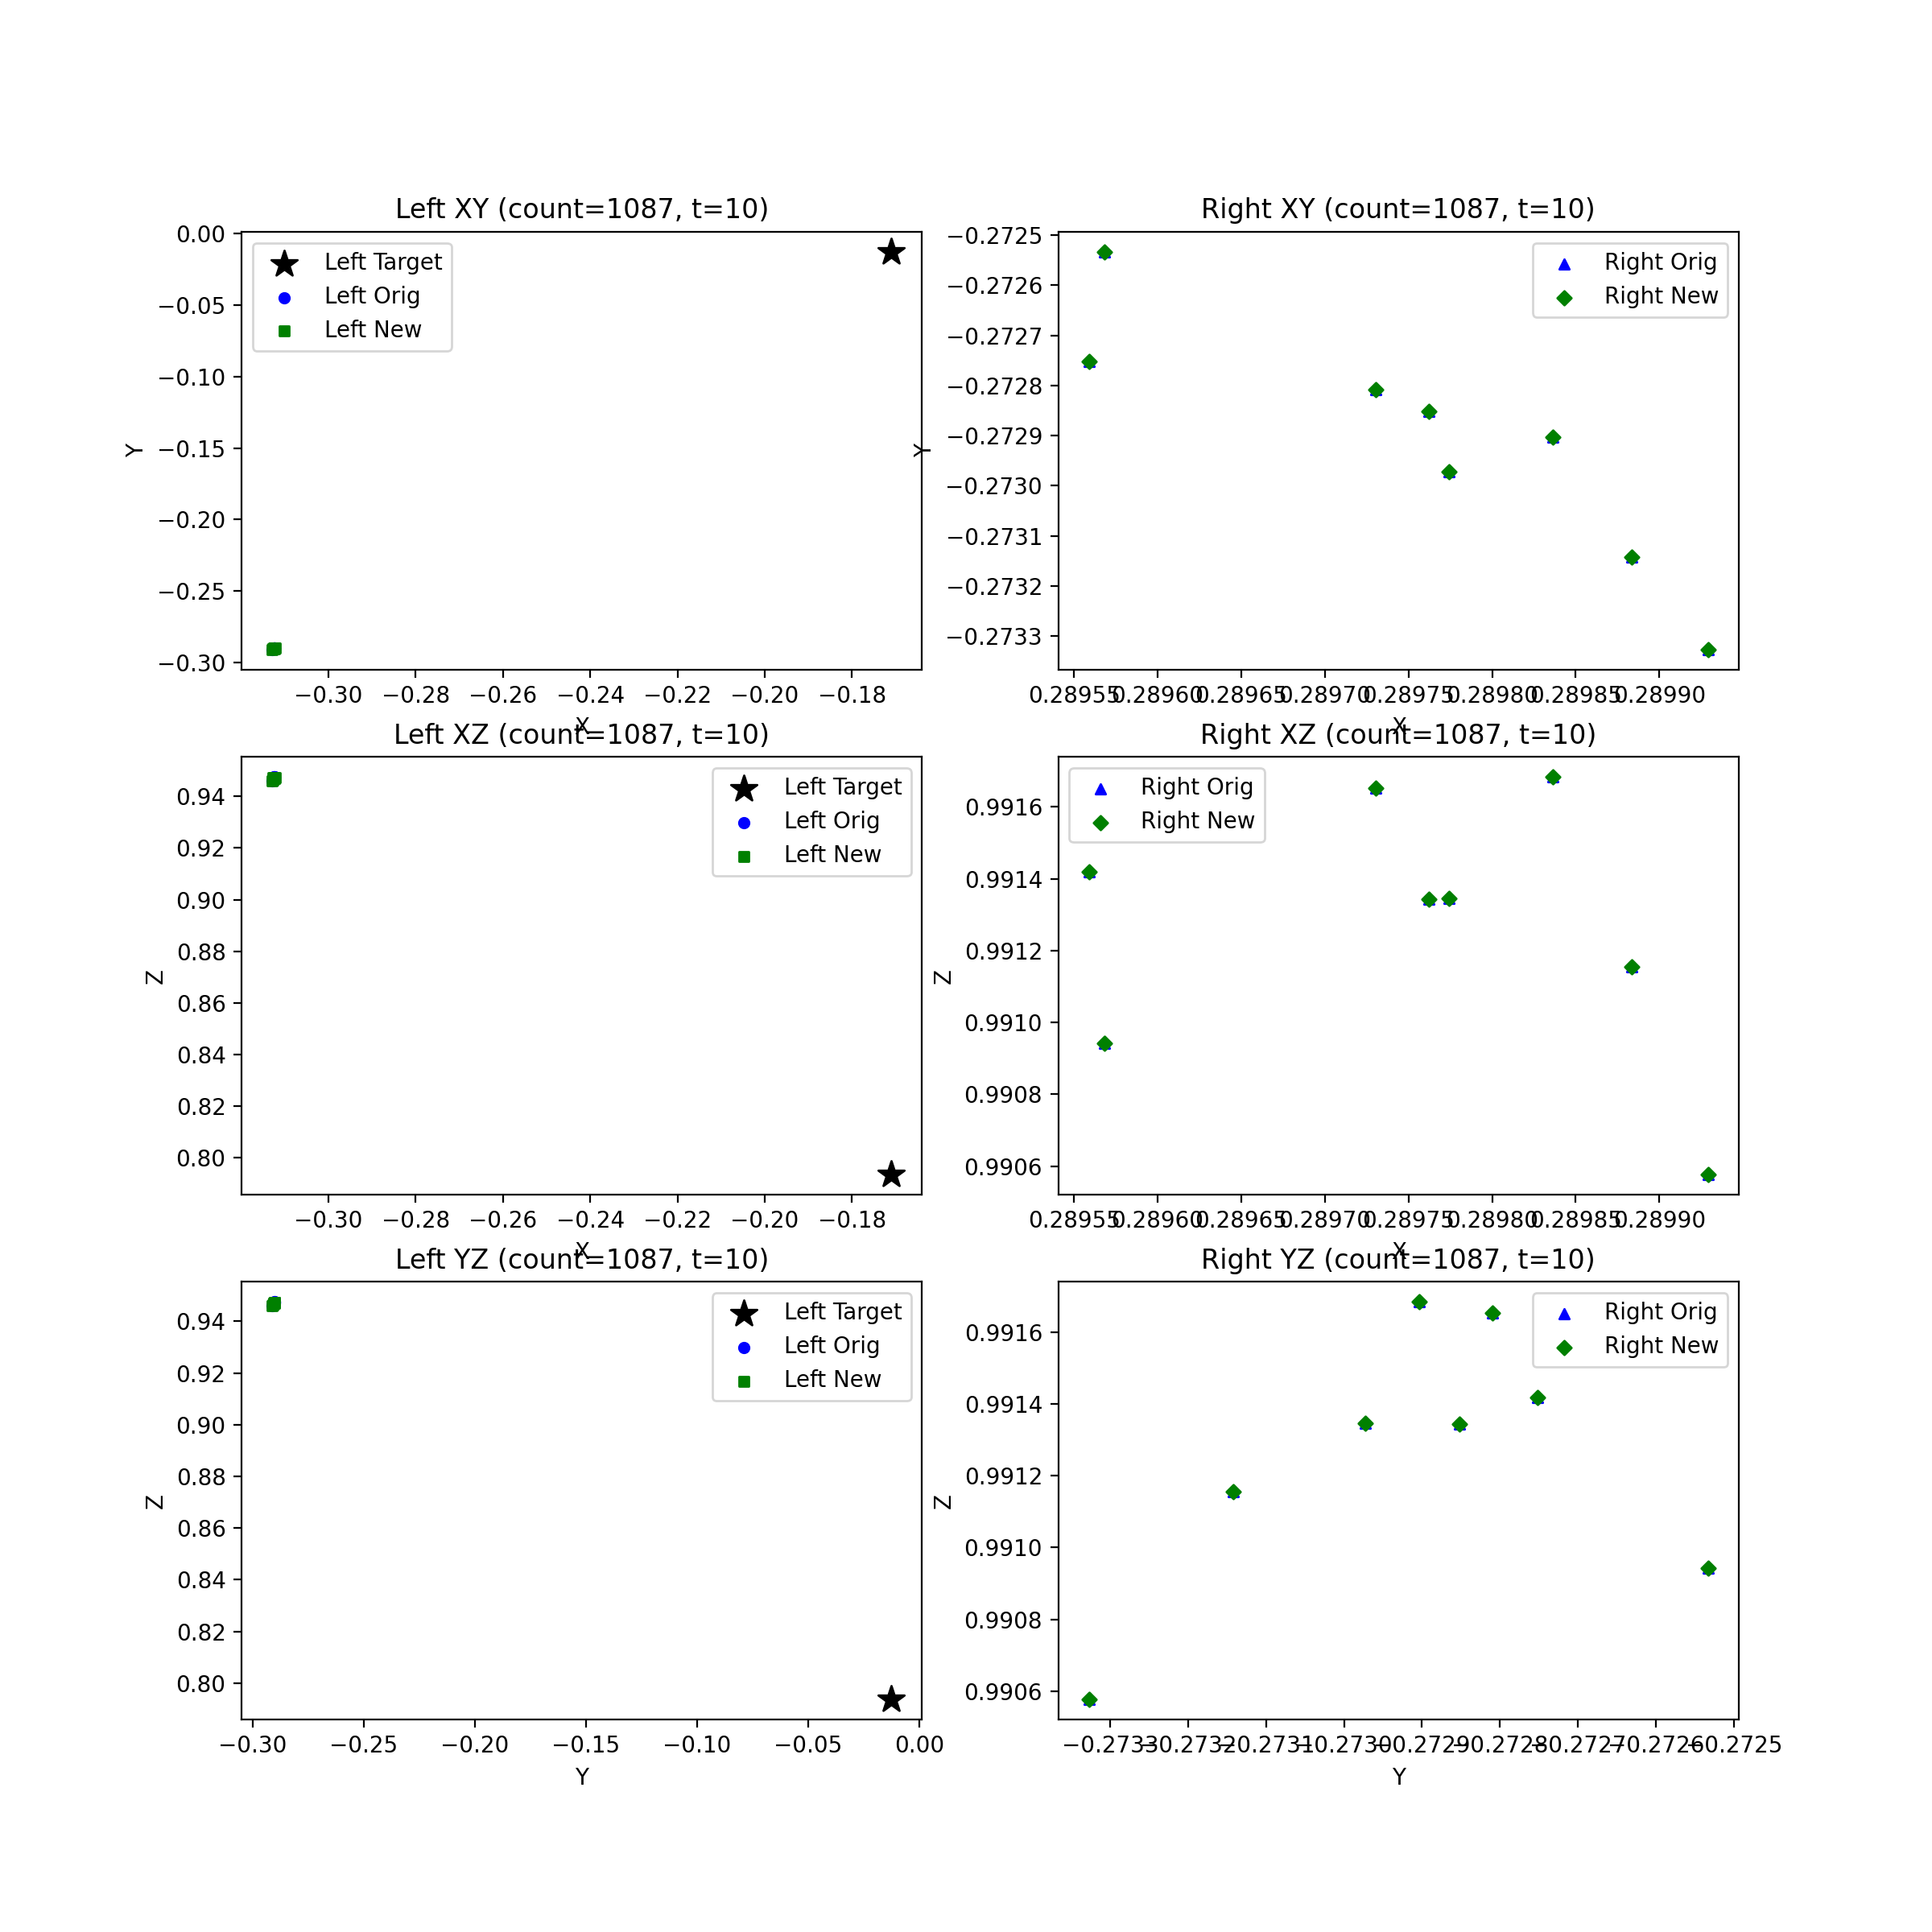 Left XY (count=1087, t=10)
0.00
−0.05
−0.10
−0.15
−0.20
−0.25
−0.30
Y
Left Target
Left Orig
Left New
−0.30 −0.28 −0.26 −0.24 −0.22 −0.20 −0.18
X
Right XY (count=1087, t=10)
−0.2725
−0.2726
−0.2727
−0.2728
−0.2729
−0.2730
−0.2731
−0.2732
−0.2733
Y
Right Orig
Right New
0.28955 0.28960 0.28965 0.28970 0.28975 0.28980 0.28985 0.28990
X
Left XZ (count=1087, t=10)
0.94
0.92
0.90
0.88
0.86
0.84
0.82
0.80
Z
Left Target
Left Orig
Left New
−0.30 −0.28 −0.26 −0.24 −0.22 −0.20 −0.18
X
Right XZ (count=1087, t=10)
0.9916
0.9914
0.9912
0.9910
0.9908
0.9906
Z
Right Orig
Right New
0.28955 0.28960 0.28965 0.28970 0.28975 0.28980 0.28985 0.28990
X
Left YZ (count=1087, t=10)
0.94
0.92
0.90
0.88
0.86
0.84
0.82
0.80
Z
Left Target
Left Orig
Left New
−0.30 −0.25 −0.20 −0.15 −0.10 −0.05 0.00
Y
Right YZ (count=1087, t=10)
0.9916
0.9914
0.9912
0.9910
0.9908
0.9906
Z
Right Orig
Right New
−0.2733 −0.2732 −0.2731 −0.2730 −0.2729 −0.2728 −0.2727 −0.2726 −0.2725
Y